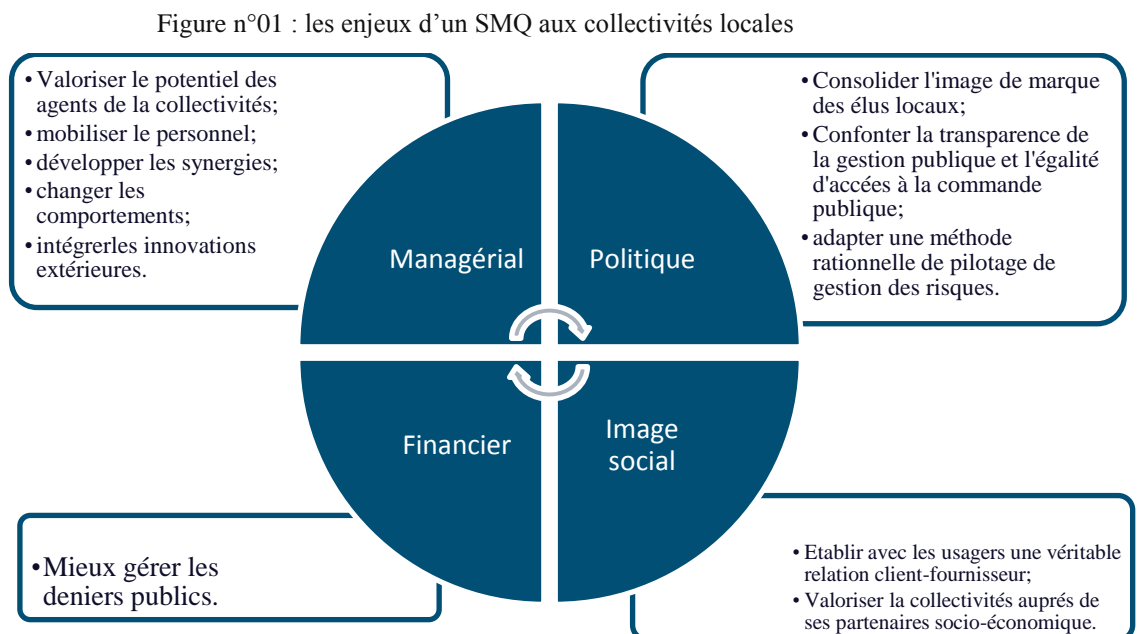 Figure n°01 : les enjeux d'un SMQ aux collectivités locales
• Valoriser le potentiel des
agents de la collectivités;
• mobiliser le personnel;
• développer les synergies;
• changer les
comportements;
• intégrerles innovations
extérieures.
• Consolider l'image de marque
des élus locaux;
• Confonter la transparence de
la gestion publique et l'égalité
d'accées à la commande
publique;
• adapter une méthode
rationnelle de pilotage de
gestion des risques.
Managérial
Politique
Financier
Image
social
• Mieux gérer les
deniers publics.
• Etablir avec les usagers une véritable
relation client-fournisseur;
• Valoriser la collectivités auprés de
ses partenaires socio-économique.